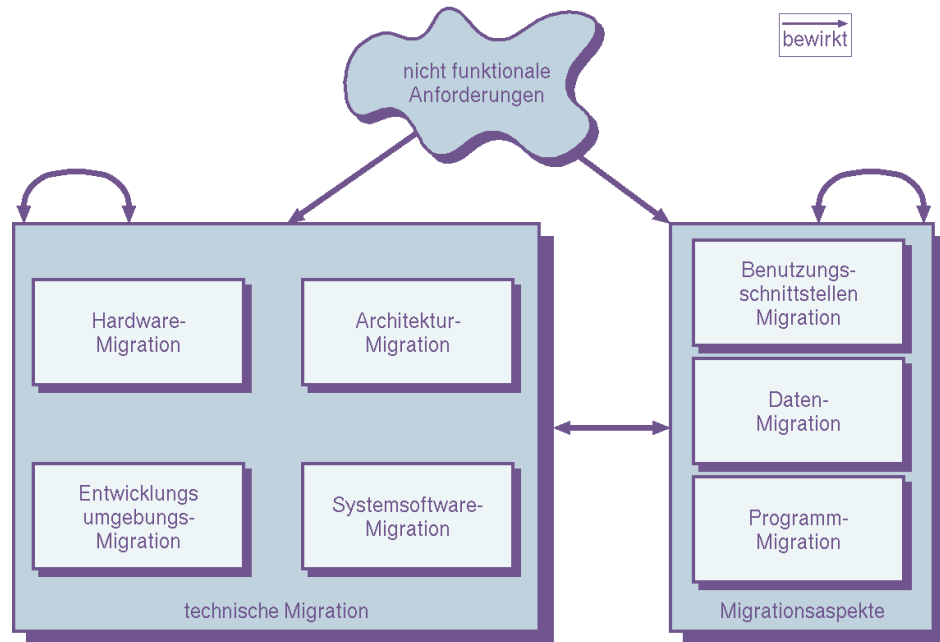 nicht funktionale
Anforderungen
bewirkt
Hardware-
Migration
Architektur-
Migration
Entwicklungs
umgebungs-
Migration
Systemsoftware-
Migration
technische Migration
Benutzungs-
schnittstellen
Migration
Daten-
Migration
Programm-
Migration
Migrationsaspekte